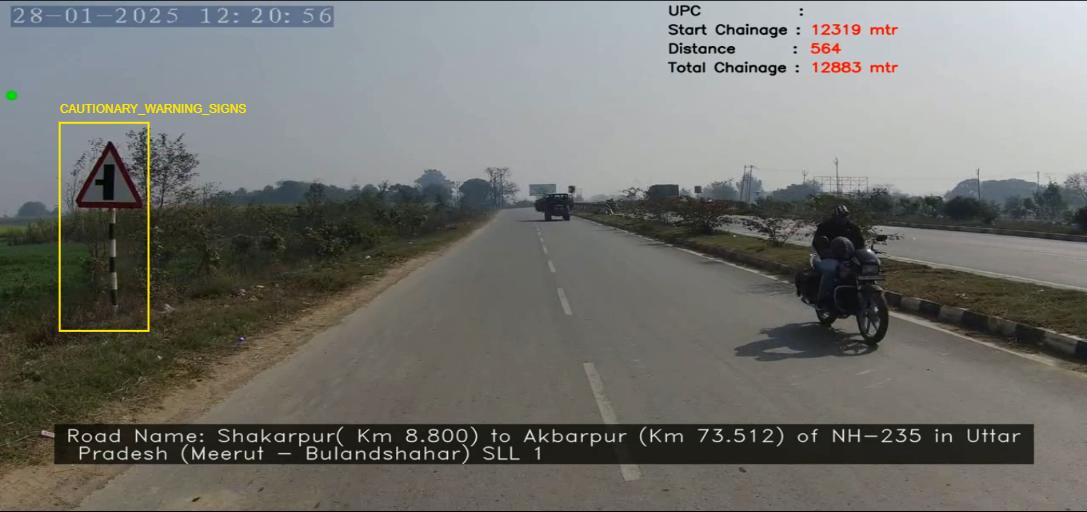 28-01-2025 12:20:56
UPC :
Start Chainage : 12319 mtr
Distance : 564
Total Chainage : 12883 mtr
CAUTIONARY_WARNING_SIGNS
Road Name: Shakarpur( Km 8.800) to Akbarpur (Km 73.512) of NH-235 in Uttar
Pradesh (Meerut - Bulandshahar) SLL 1